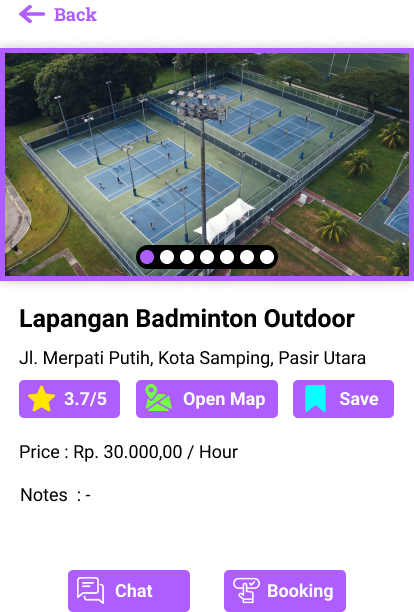 Back
Lapangan Badminton Outdoor
Jl. Merpati Putih, Kota Samping, Pasir Utara
3.7/5 Open Map Save
Price : Rp. 30.000,00 / Hour
Notes : -
Chat Booking